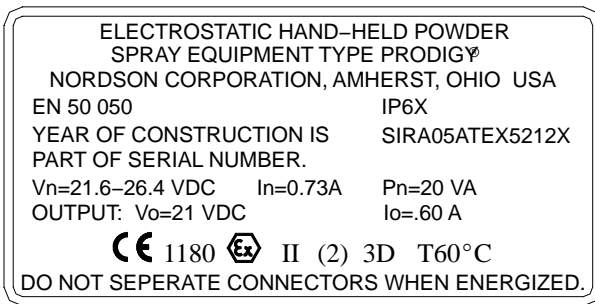 ELECTROSTATIC HAND–HELD POWDER
SPRAY EQUIPMENT TYPE PRODIGY
NORDSON CORPORATION, AMHERST, OHIO USA
EN 50 050 IP6X
YEAR OF CONSTRUCTION IS SIRA05ATEX5212X
PART OF SERIAL NUMBER.
Vn=21.6–26.4 VDC In=0.73A Pn=20 VA
OUTPUT: Vo=21 VDC Io=.60 A
CE 1180 Ex II (2) 3D T60°C
DO NOT SEPERATE CONNECTORS WHEN ENERGIZED.